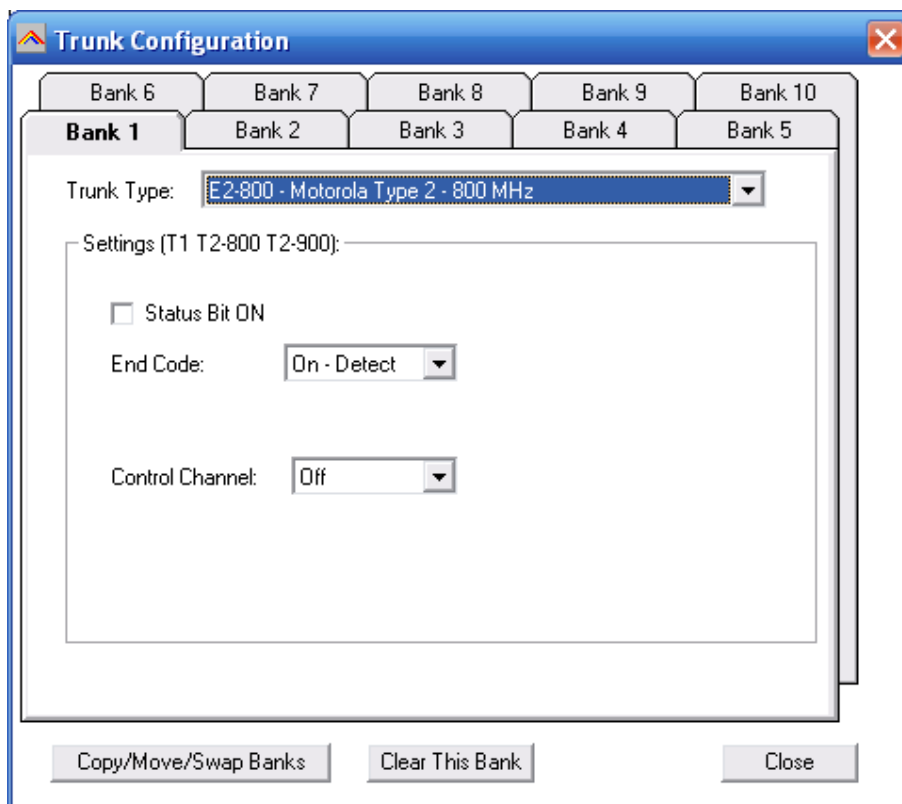 Trunk Configuration
Bank 6 Bank 7 Bank 8 Bank 9 Bank 10
Bank 1 Bank 2 Bank 3 Bank 4 Bank 5
Trunk Type: E2-800 - Motorola Type 2 - 800 MHz
Settings (T1 T2-800 T2-900):
Status Bit ON
End Code: On - Detect
Control Channel: Off
Copy/Move/Swap Banks Clear This Bank Close